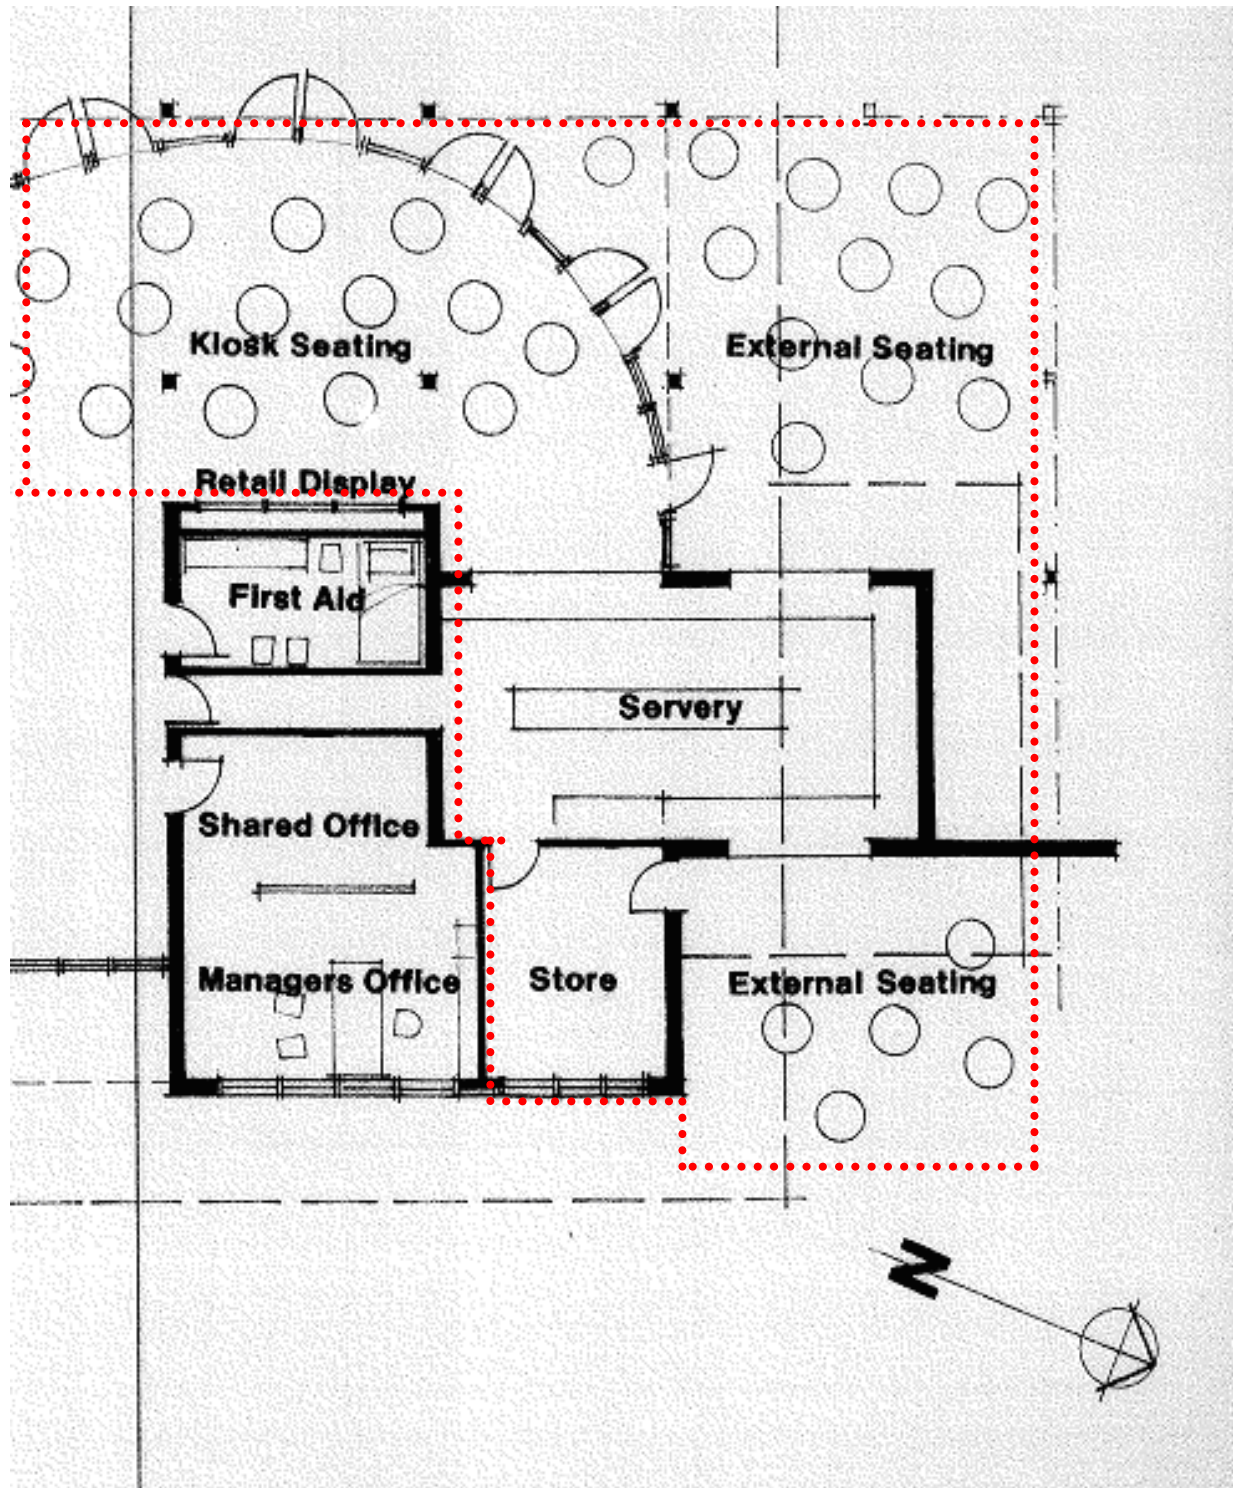 Kiosk Seating
External Seating
Retail Display
First Aid
Servery
Shared Office
Managers Office
Store
External Seating
N